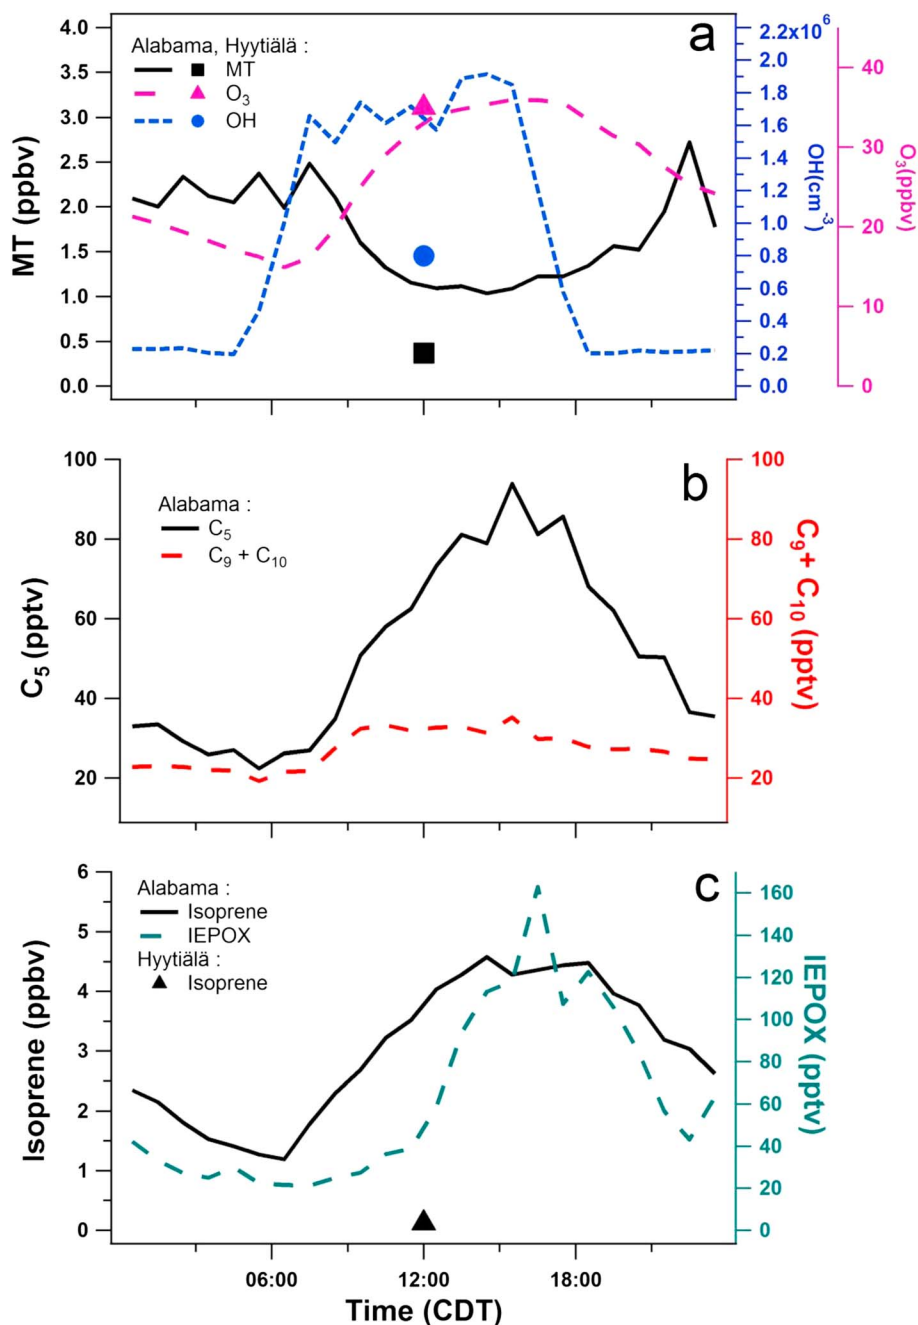 a
Alabama, Hyytiälä :
MT
O₃
OH
MT (ppbv)
4.0
3.5
3.0
2.5
2.0
1.5
1.0
0.5
0.0
OH(cm⁻³)
2.2x10⁶
2.0
1.8
1.6
1.4
1.2
1.0
0.8
0.6
0.4
0.2
0.0
O₃(ppbv)
40
30
20
10
0
b
Alabama :
C₅
C₉ + C₁₀
C₅ (pptv)
100
80
60
40
20
C₉+ C₁₀ (pptv)
100
80
60
40
20
c
Alabama :
Isoprene
IEPOX
Hyytiälä :
Isoprene
Isoprene (ppbv)
6
5
4
3
2
1
0
IEPOX (pptv)
160
140
120
100
80
60
40
20
0
06:00 12:00 18:00
Time (CDT)